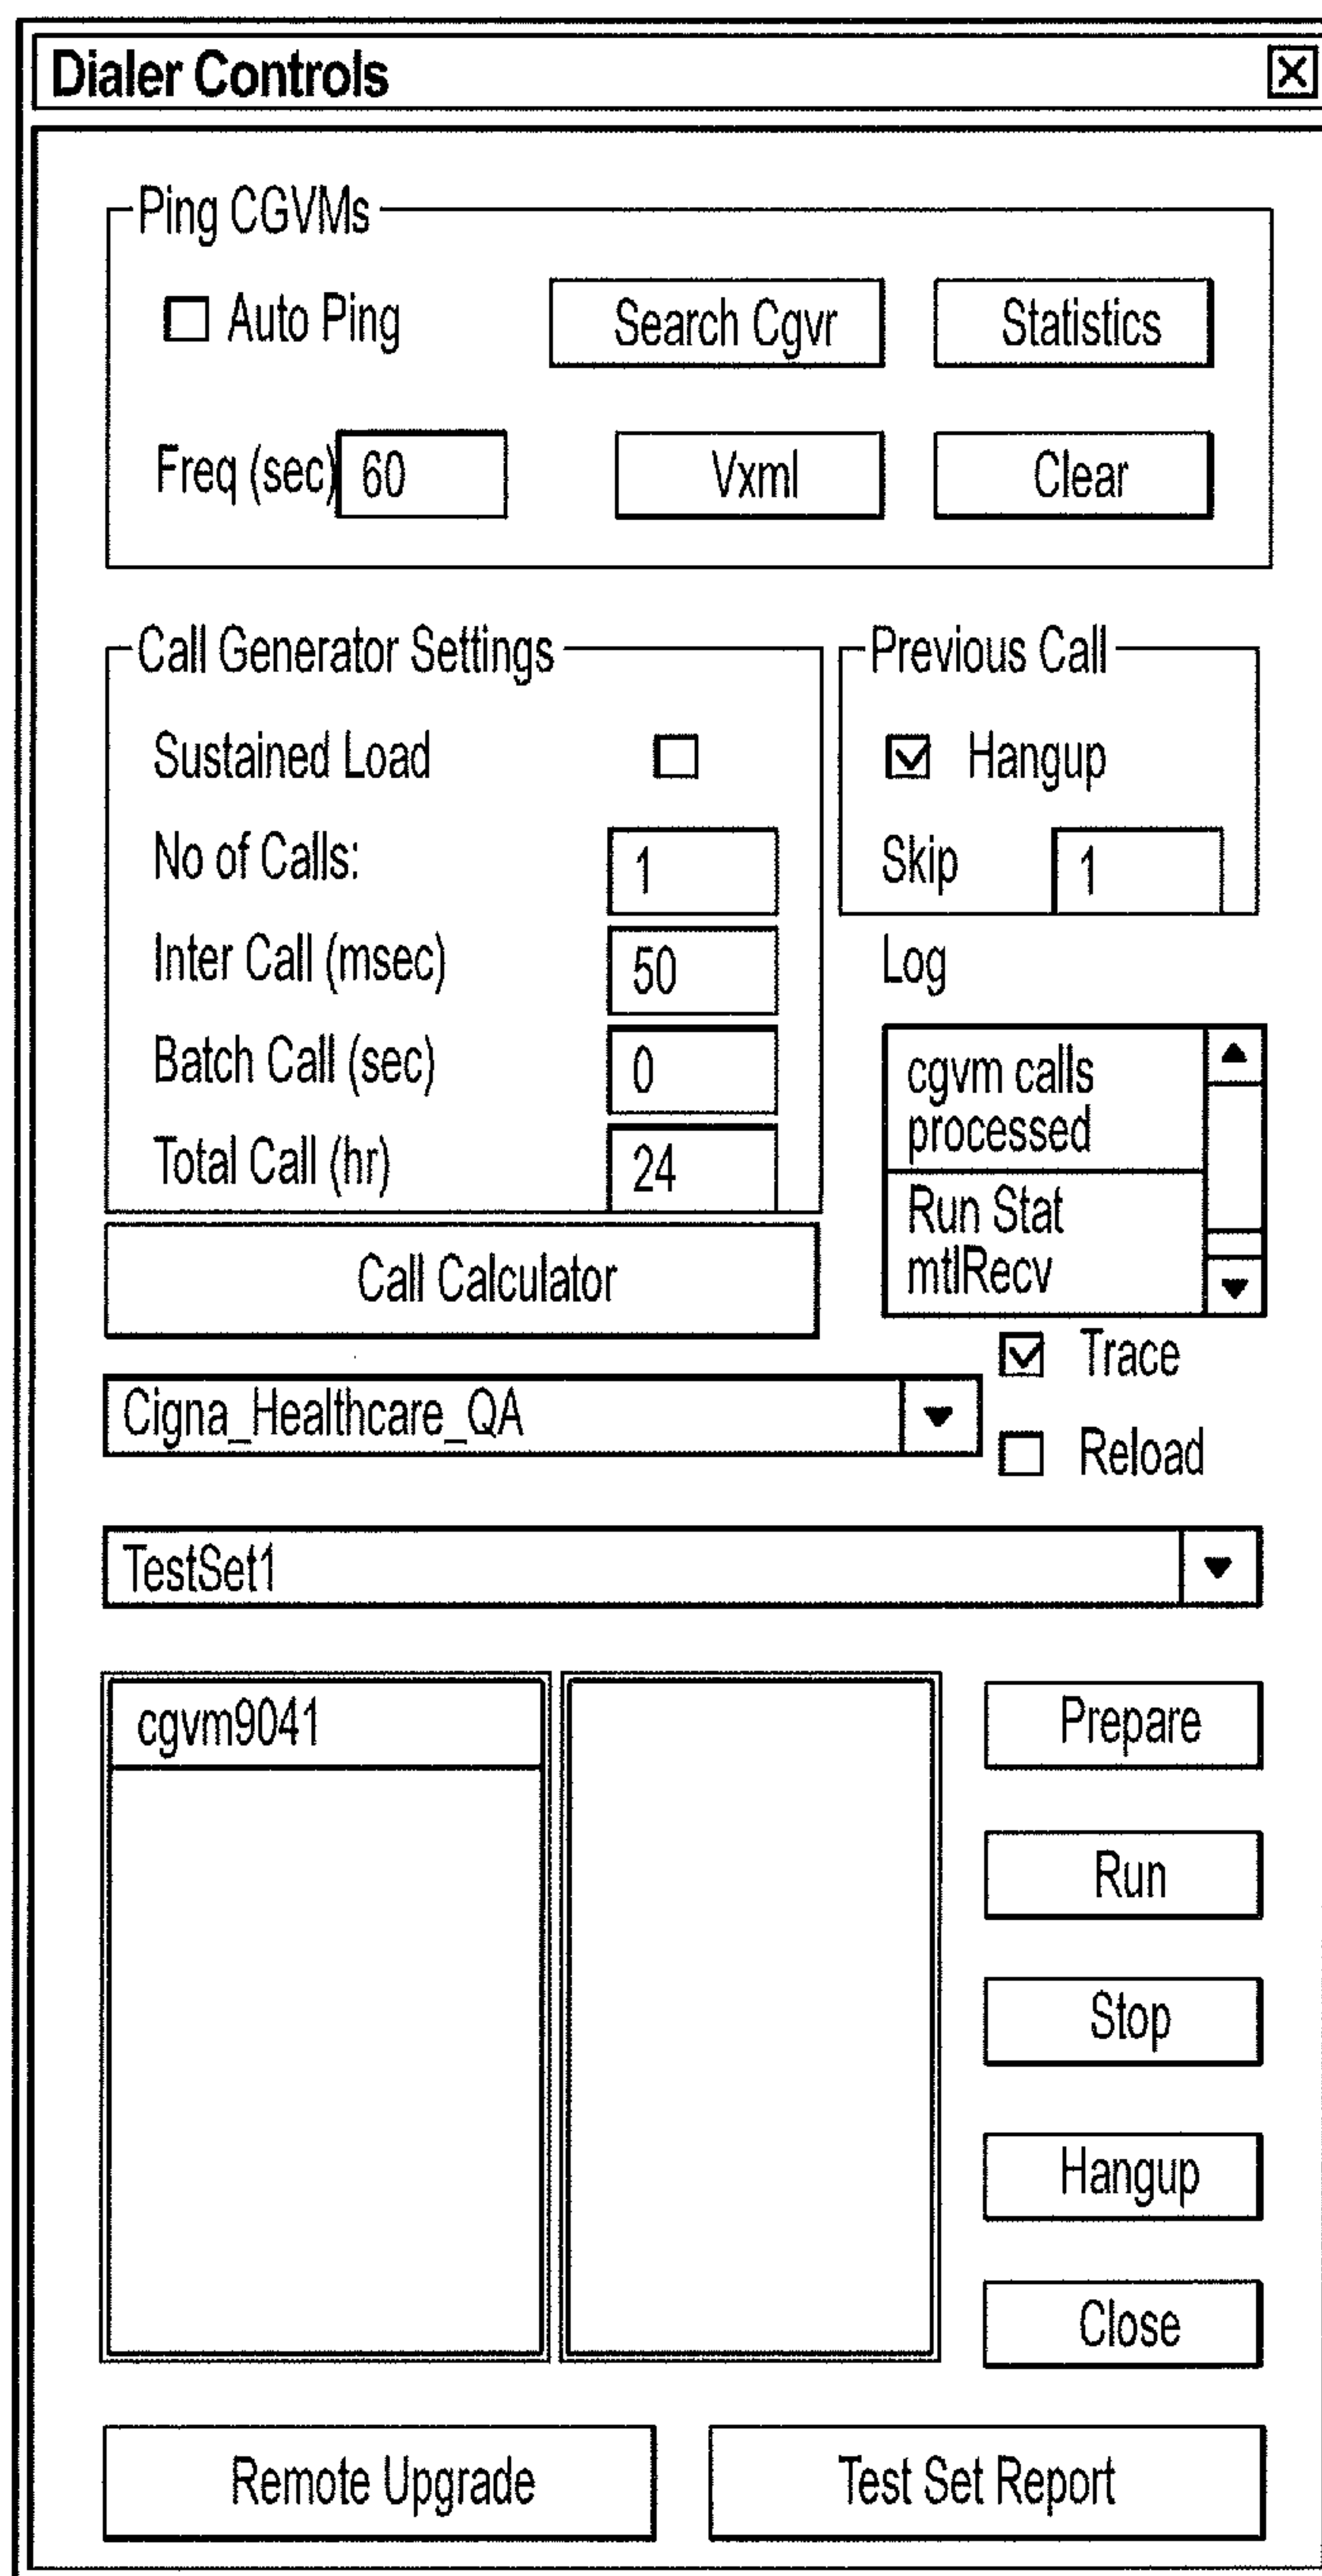 Dialer Controls
Ping CGVMs
Auto Ping
Search Cgvr
Statistics
Freq (sec)
60
Vxml
Clear
Call Generator Settings
Sustained Load
No of Calls:
1
Inter Call (msec)
50
Batch Call (sec)
0
Total Call (hr)
24
Call Calculator
Previous Call
Hangup
Skip
1
Log
cgvm calls
processed
Run Stat
mtlRecv
Trace
Reload
Cigna_Healthcare_QA
TestSet1
cgvm9041
Prepare
Run
Stop
Hangup
Close
Remote Upgrade
Test Set Report